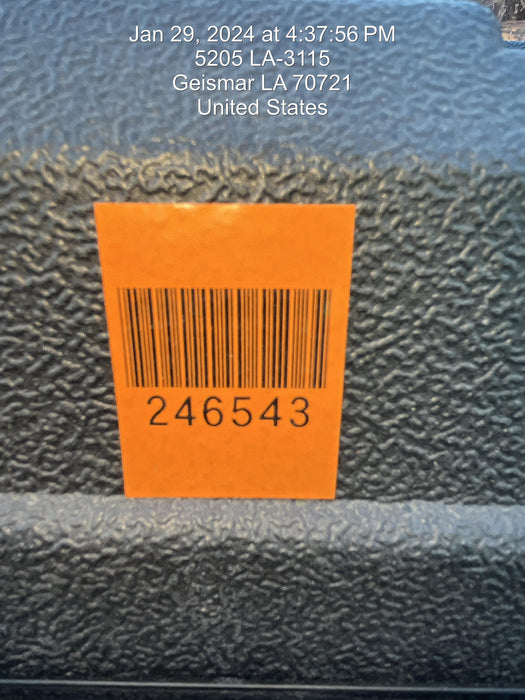 Jan 29, 2024 at 4:37:56 PM
5205 LA-3115
Geismar LA 70721
United States
246543